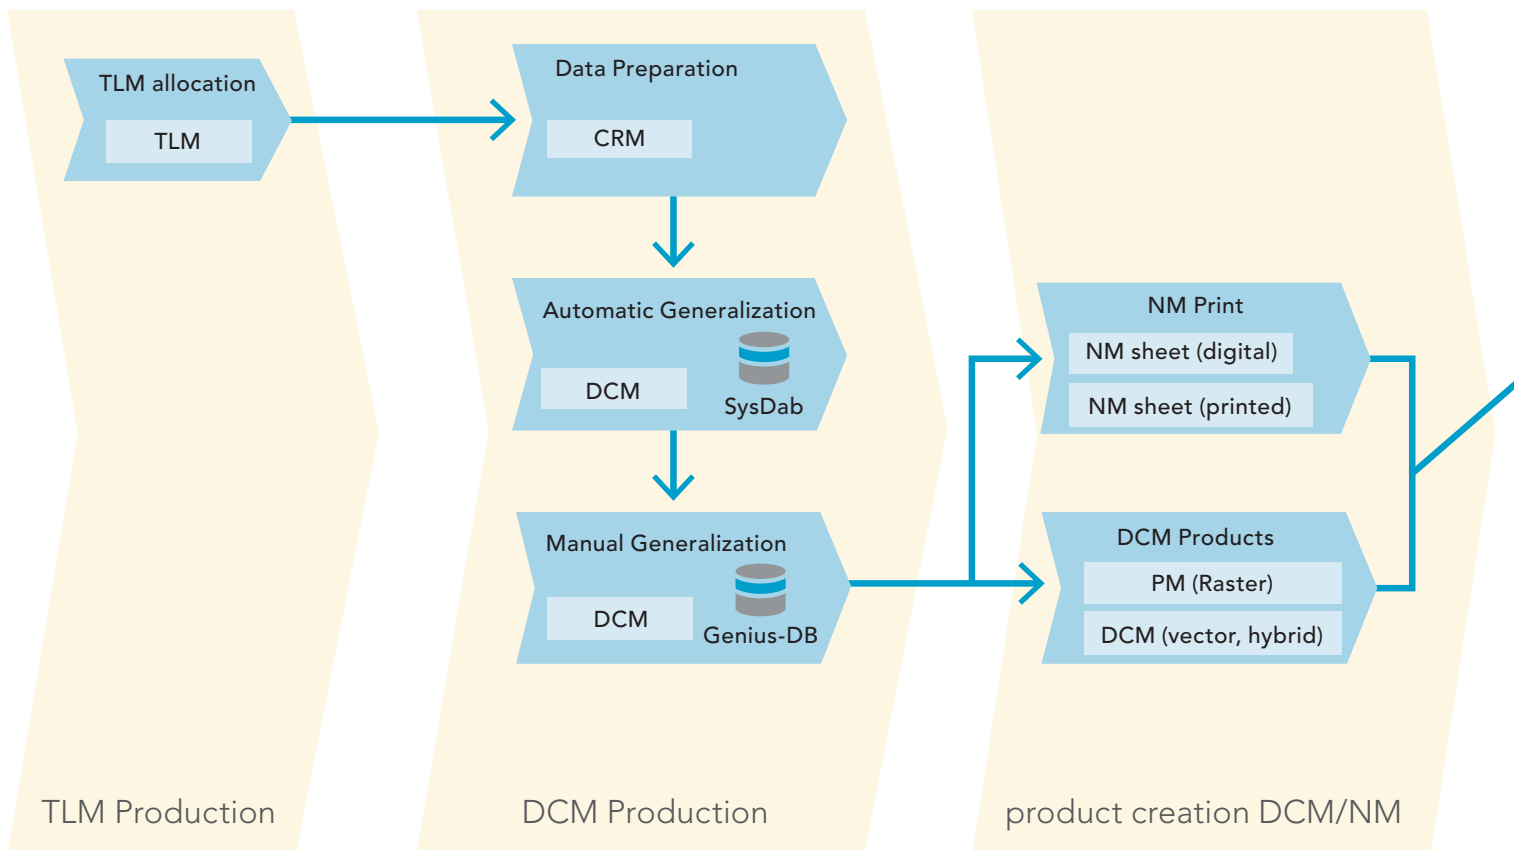 TLM allocation
TLM
TLM Production
Data Preparation
CRM
Automatic Generalization
DCM
SysDab
Manual Generalization
DCM
Genius-DB
DCM Production
NM Print
NM sheet (digital)
NM sheet (printed)
DCM Products
PM (Raster)
DCM (vector, hybrid)
product creation DCM/NM